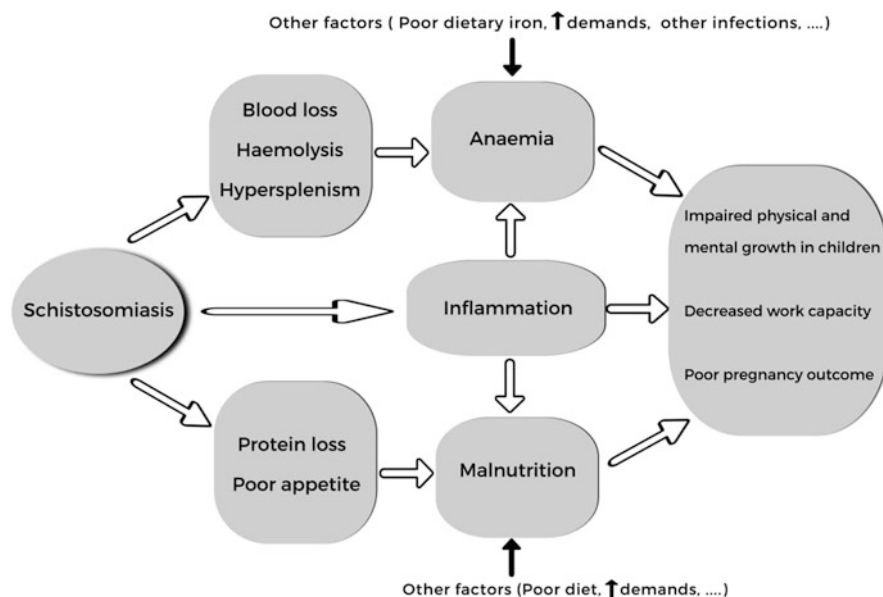 Other factors ( Poor dietary iron, ↑ demands, other infections, ....)
Blood loss
Haemolysis
Hypersplenism
Anaemia
Impaired physical and
mental growth in children
Decreased work capacity
Poor pregnancy outcome
Schistosomiasis
Inflammation
Protein loss
Poor appetite
Malnutrition
Other factors (Poor diet, ↑ demands, ....)